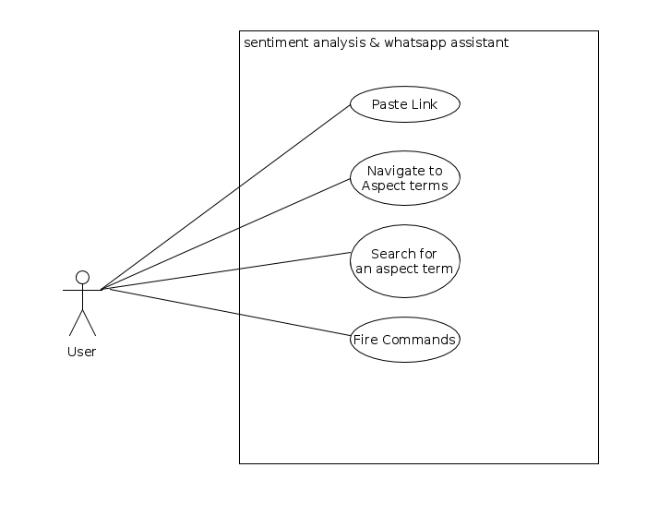 sentiment analysis & whatsapp assistant
Paste Link
Navigate to
Aspect terms
Search for
an aspect term
Fire Commands
User